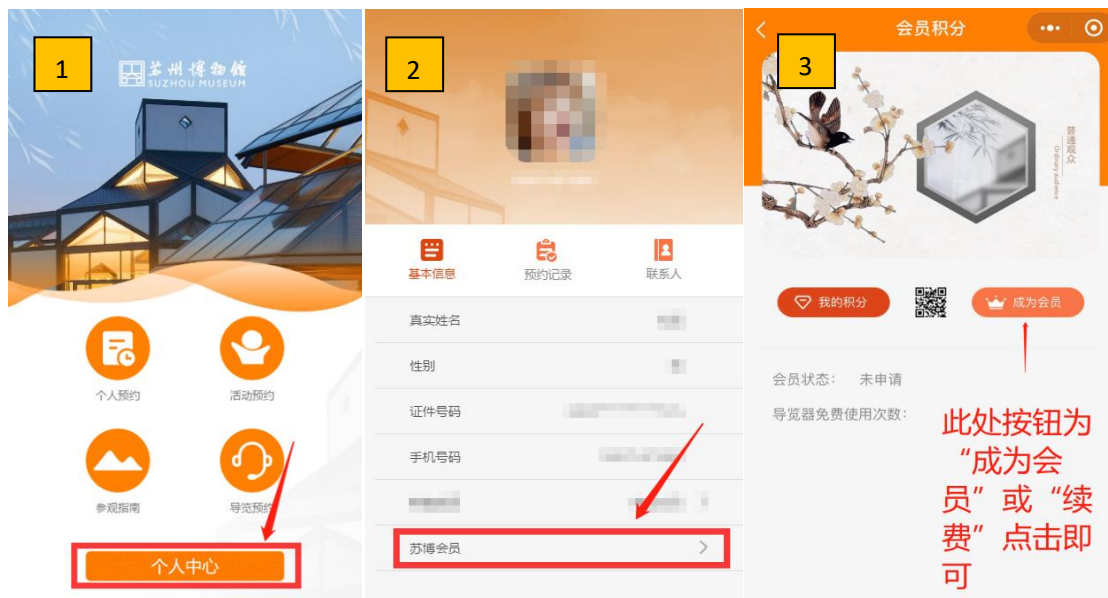 1
苏州博物馆
SUZHOU MUSEUM
个人预约
活动预约
参观指南
导览预约
个人中心
2
基本信息
预约记录
联系人
真实姓名
性别
证件号码
手机号码
苏博会员
3
会员积分
普通观众
Ordinary audience
我的积分
成为会员
会员状态： 未申请
导览器免费使用次数：
此处按钮为
“成为会
员”或“续
费”点击即
可